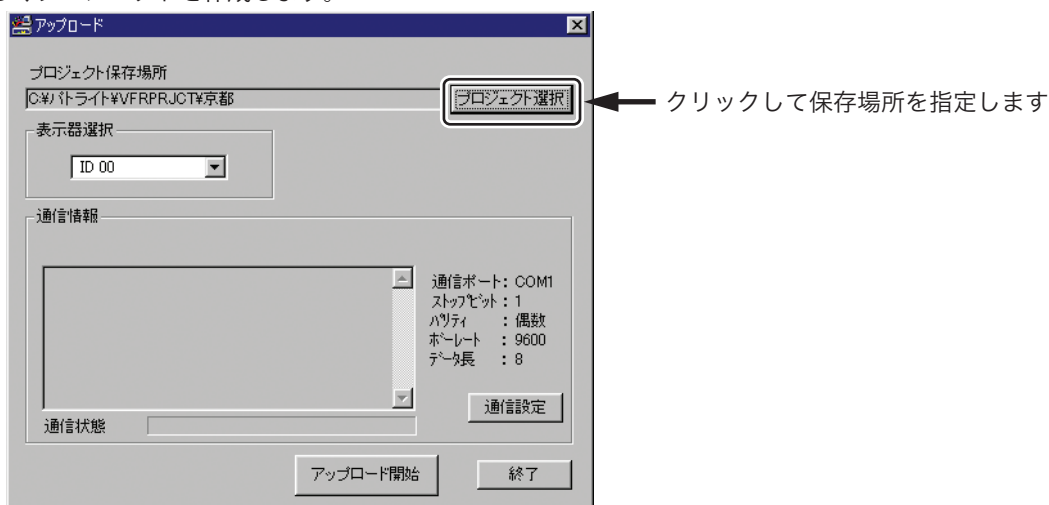 アップロード
プロジェクト保存場所
C:¥パトライト¥VFRPRJCT¥京都
プロジェクト選択
クリックして保存場所を指定します
表示器選択
ID 00
通信情報
通信ポート: COM1
ストップビット: 1
パリティ : 偶数
ボーレート : 9600
データ長 : 8
通信設定
通信状態
アップロード開始
終了